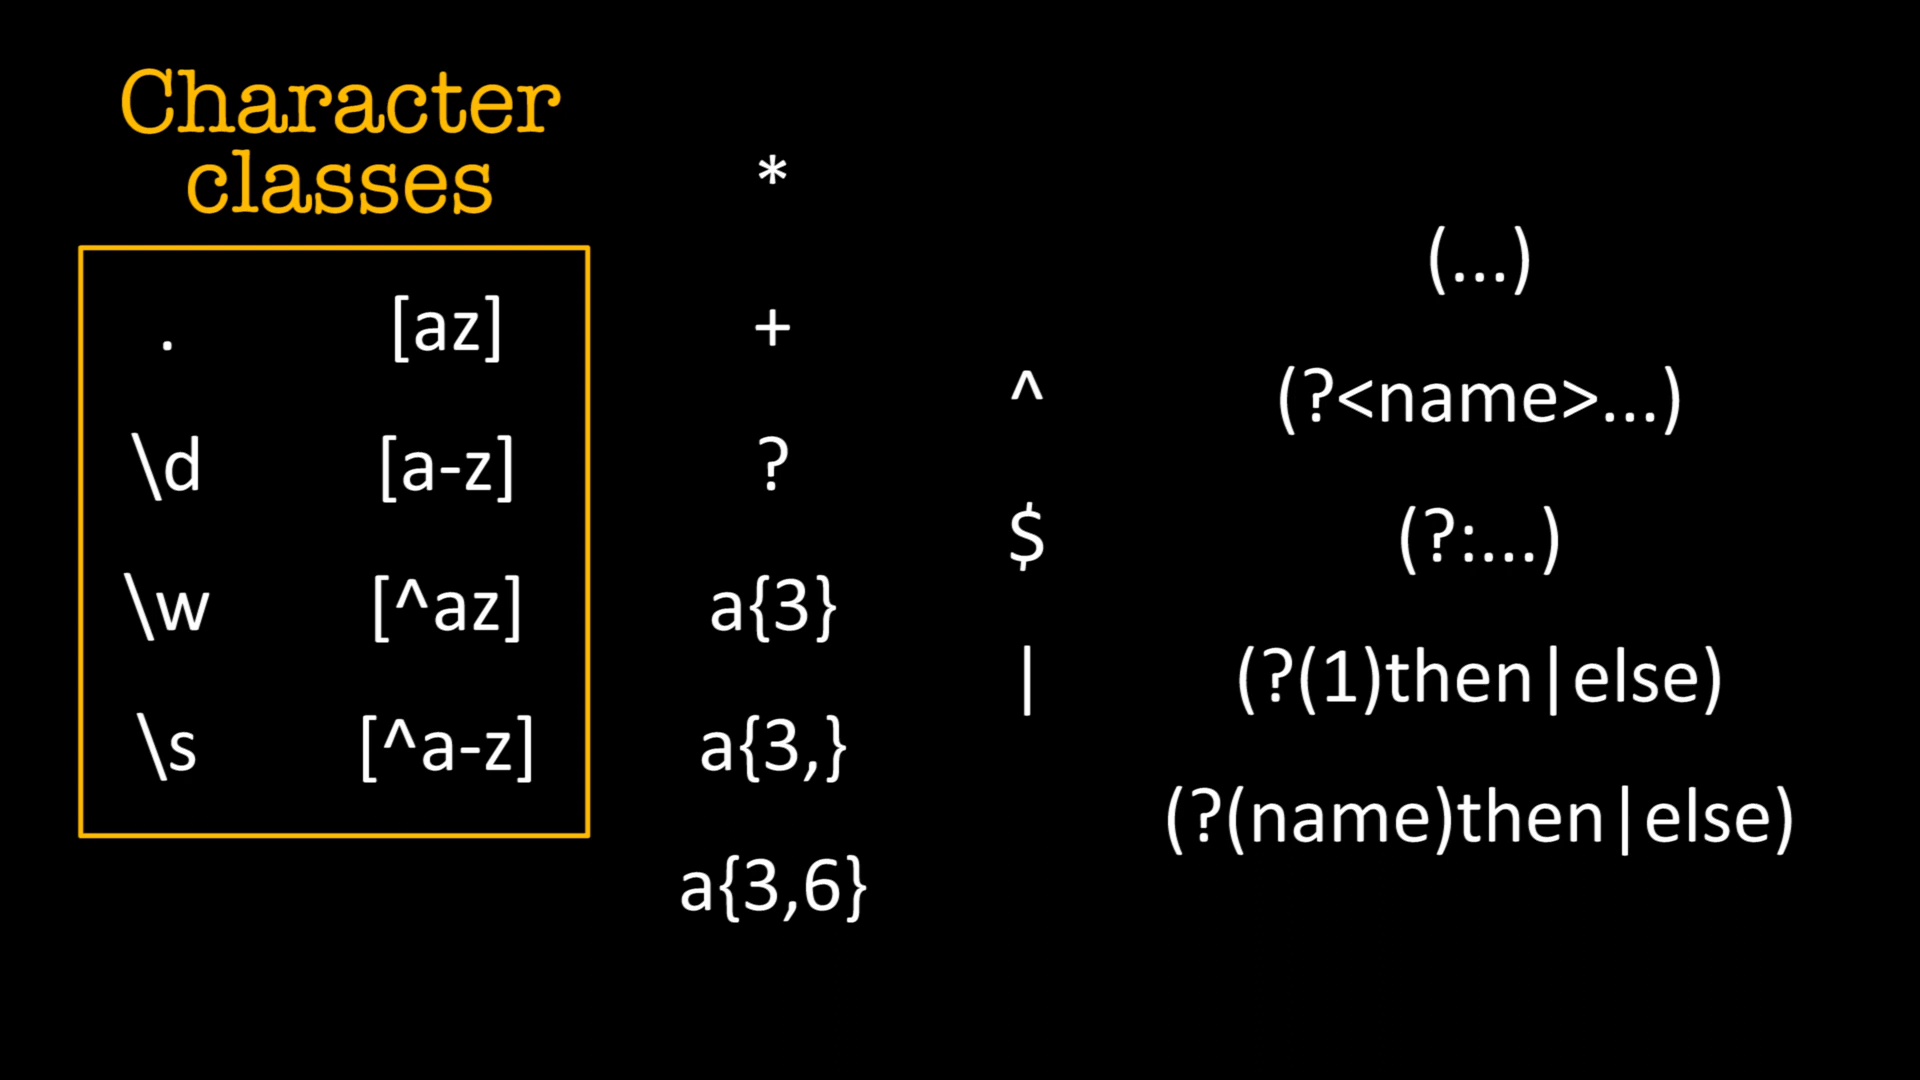 Character
classes
. [az]
\d [a-z]
\w [^az]
\s [^a-z]
*
+
?
a{3}
a{3,}
a{3,6}
^
$
|
(...)
(?<name>...)
(?:...)
(?(1)then|else)
(?(name)then|else)